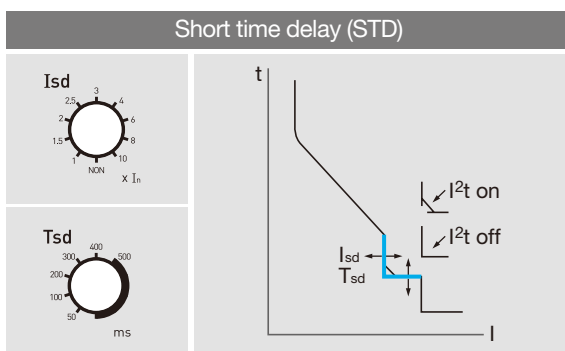 Short time delay (STD)
Isd
3
2.5
4
2
6
1.5
8
1
10
NON
x In
Tsd
400
300
500
200
100
50
ms
t
I²t on
I²t off
Isd
Tsd
I